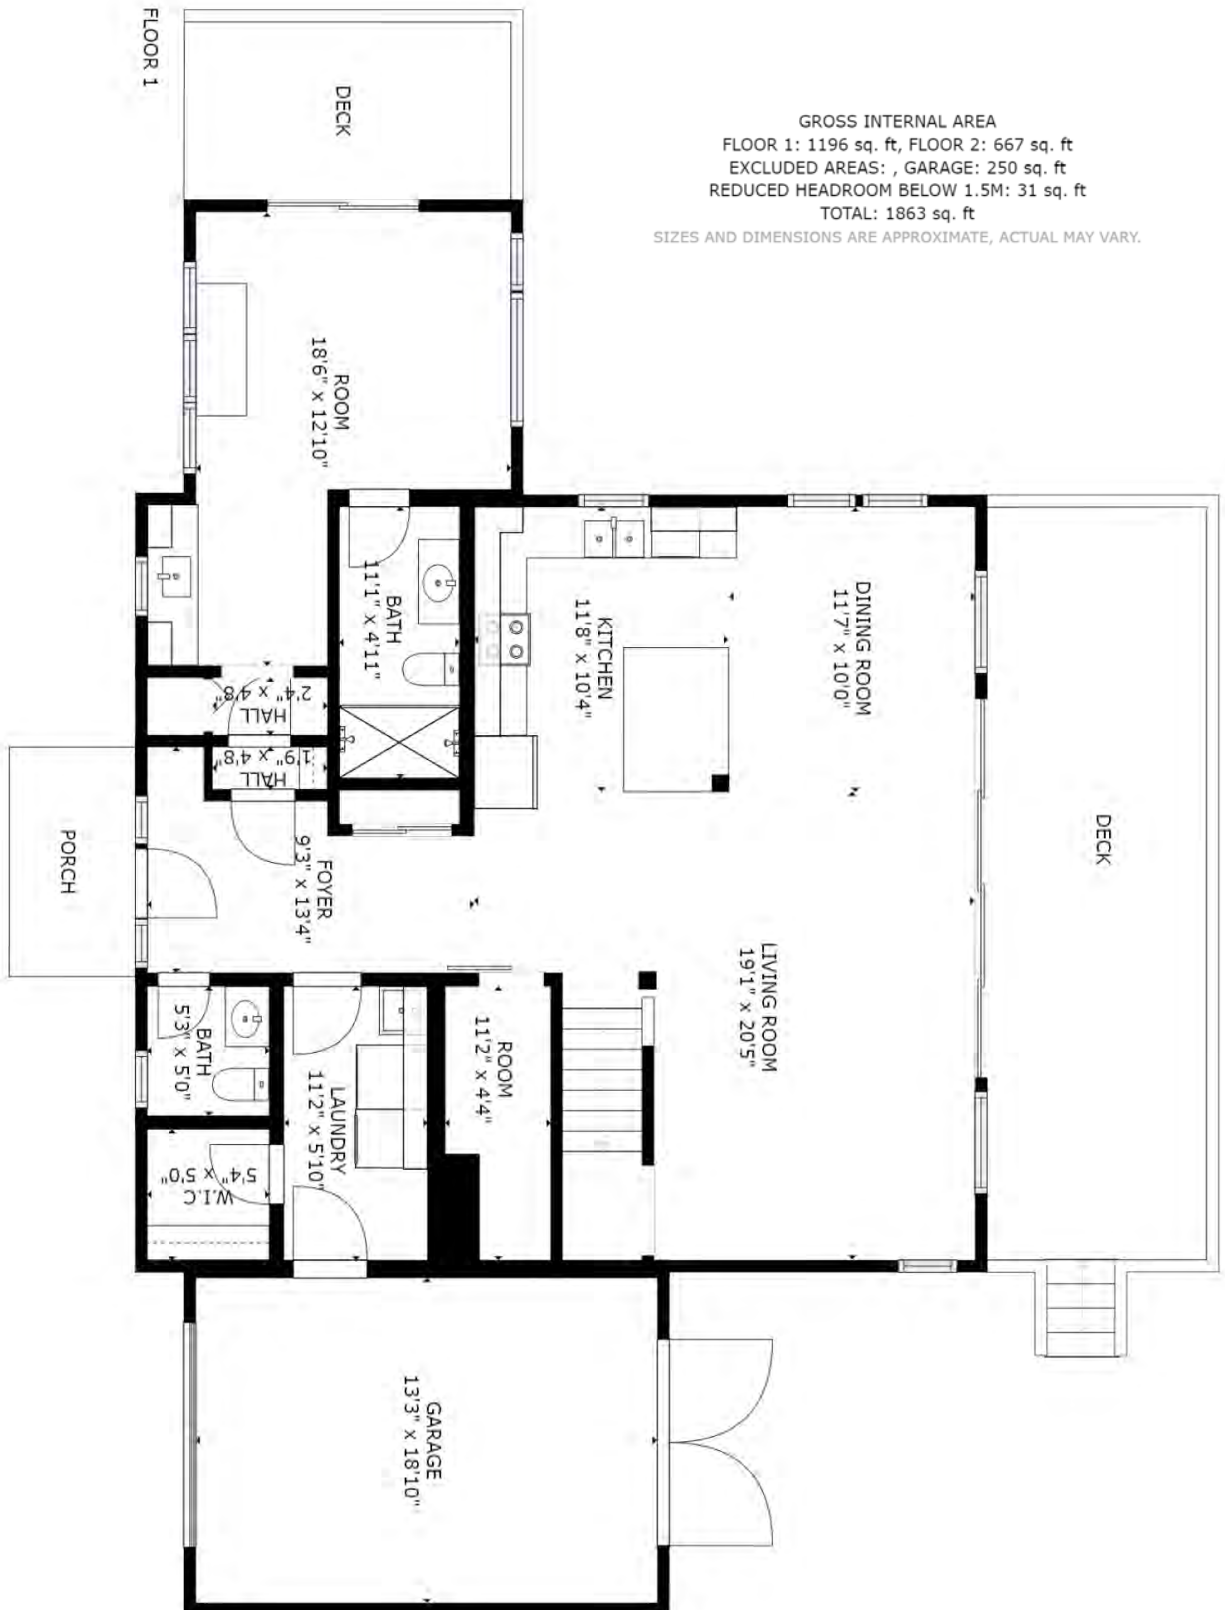 GROSS INTERNAL AREA
FLOOR 1: 1196 sq. ft, FLOOR 2: 667 sq. ft
EXCLUDED AREAS: , GARAGE: 250 sq. ft
REDUCED HEADROOM BELOW 1.5M: 31 sq. ft
TOTAL: 1863 sq. ft
SIZES AND DIMENSIONS ARE APPROXIMATE, ACTUAL MAY VARY.
FLOOR 1
DECK
ROOM
18'6" x 12'10"
BATH
11'1" x 4'11"
KITCHEN
11'8" x 10'4"
DINING ROOM
11'7" x 10'0"
HALL
2'4" x 4'8"
HALL
1'9" x 4'8"
PORCH
FOYER
9'3" x 13'4"
DECK
LIVING ROOM
19'1" x 20'5"
BATH
5'3" x 5'0"
LAUNDRY
11'2" x 5'10"
ROOM
11'2" x 4'4"
W.I.C
5'4" x 5'0"
GARAGE
13'3" x 18'10"